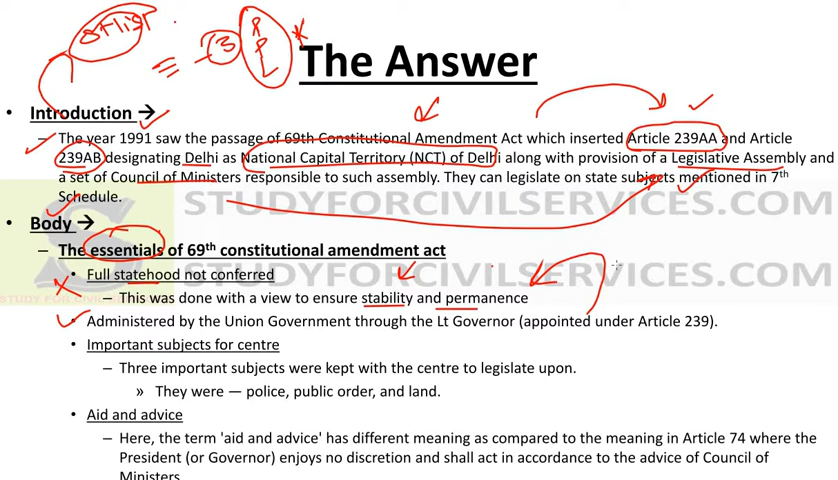 The Answer
• Introduction →
– The year 1991 saw the passage of 69th Constitutional Amendment Act which inserted Article 239AA and Article
239AB designating Delhi as National Capital Territory (NCT) of Delhi along with provision of a Legislative Assembly and
a set of Council of Ministers responsible to such assembly. They can legislate on state subjects mentioned in 7th
Schedule.
STUDYFORCIVILSERVICES.COM
• Body →
– The essentials of 69th constitutional amendment act
• Full statehood not conferred
STUDYFORCIVILSERVICES.COM
– This was done with a view to ensure stability and permanence
• Administered by the Union Government through the Lt Governor (appointed under Article 239).
• Important subjects for centre
– Three important subjects were kept with the centre to legislate upon.
» They were — police, public order, and land.
• Aid and advice
– Here, the term 'aid and advice' has different meaning as compared to the meaning in Article 74 where the
President (or Governor) enjoys no discretion and shall act in accordance to the advice of Council of
Ministers.